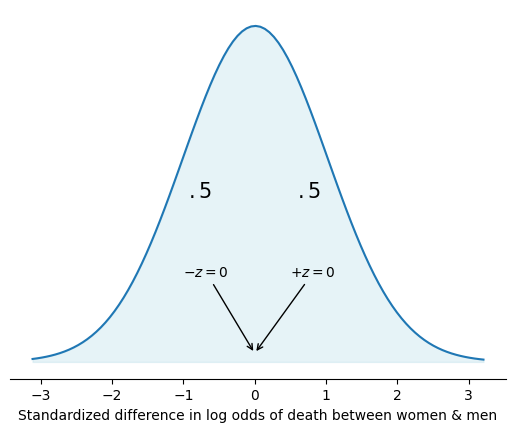 .5 .5
−z = 0 +z = 0
−3 −2 −1 0 1 2 3
Standardized difference in log odds of death between women & men